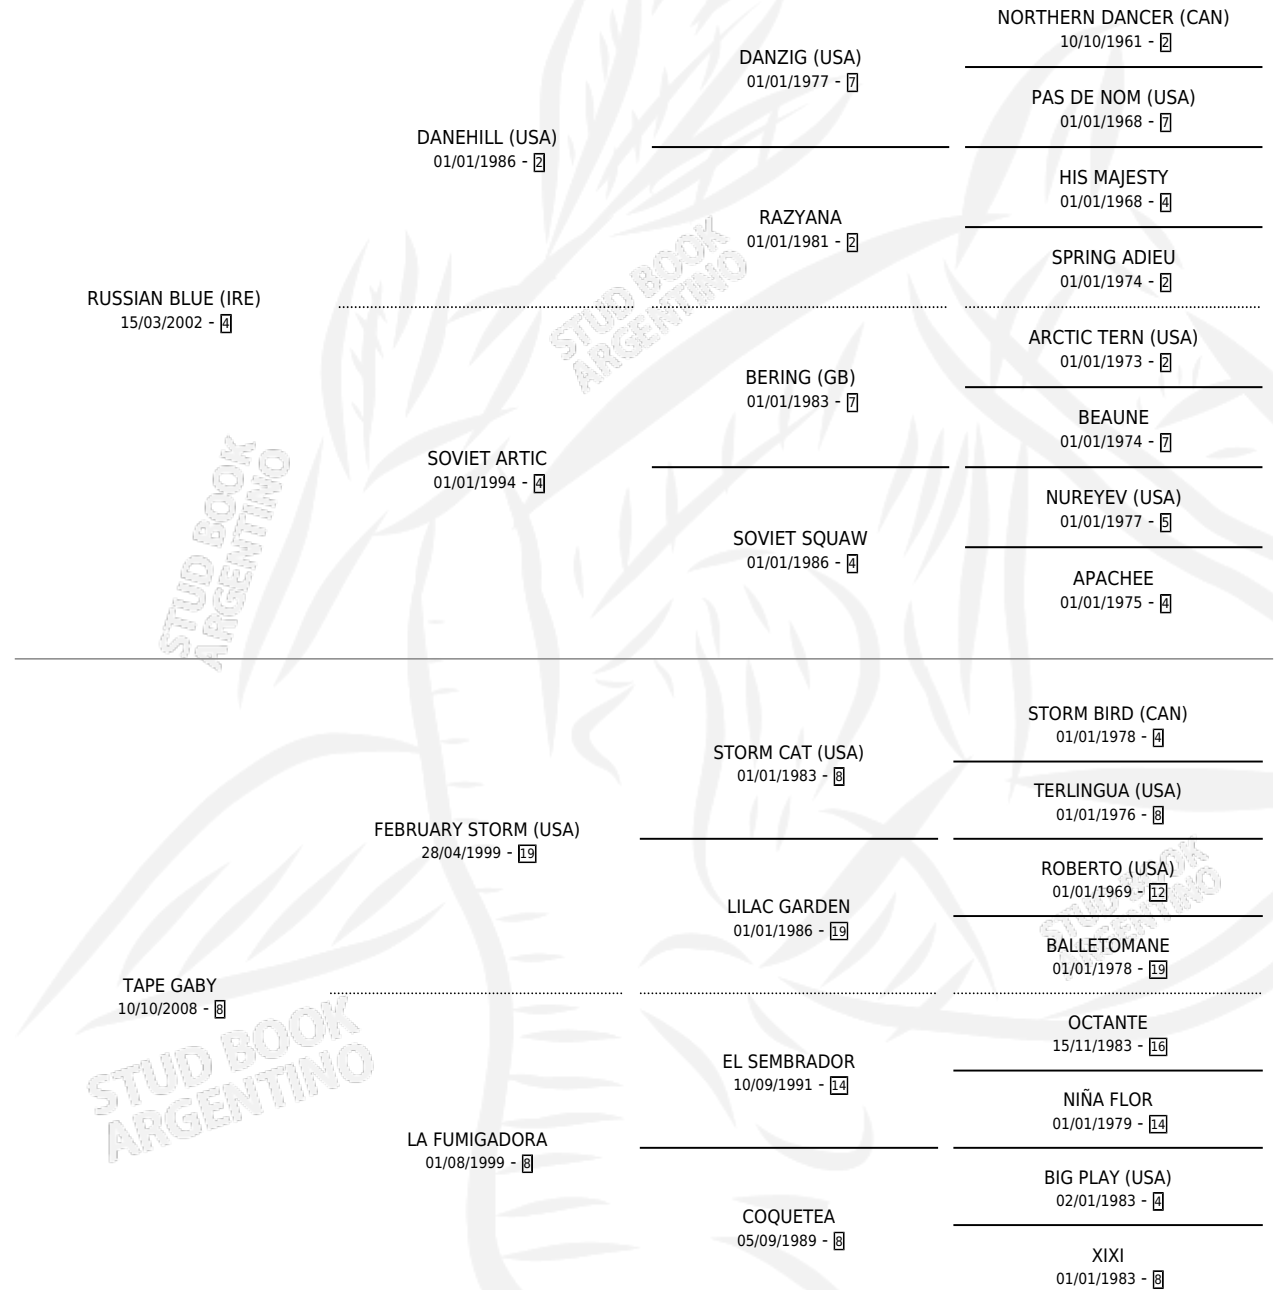 NORTHERN DANCER (CAN)
10/10/1961 - 2
DANZIG (USA)
01/01/1977 - 7
PAS DE NOM (USA)
01/01/1968 - 7
DANEHILL (USA)
01/01/1986 - 2
HIS MAJESTY
01/01/1968 - 4
RAZYANA
01/01/1981 - 2
SPRING ADIEU
01/01/1974 - 2
RUSSIAN BLUE (IRE)
15/03/2002 - 4
STUD BOOK
ARGENTINO
ARCTIC TERN (USA)
01/01/1973 - 2
BERING (GB)
01/01/1983 - 7
BEAUNE
01/01/1974 - 7
SOVIET ARTIC
01/01/1994 - 4
NUREYEV (USA)
01/01/1977 - 5
SOVIET SQUAW
01/01/1986 - 4
APACHEE
01/01/1975 - 4
STUD BOOK
ARGENTINO
STORM BIRD (CAN)
01/01/1978 - 4
STORM CAT (USA)
01/01/1983 - 8
TERLINGUA (USA)
01/01/1976 - 8
FEBRUARY STORM (USA)
28/04/1999 - 19
ROBERTO (USA)
01/01/1969 - 12
LILAC GARDEN
01/01/1986 - 19
STUD BOOK
ARGENTINO
BALLETOMANE
01/01/1978 - 19
TAPE GABY
10/10/2008 - 8
OCTANTE
15/11/1983 - 16
STUD BOOK
ARGENTINO
EL SEMBRADOR
10/09/1991 - 14
NIÑA FLOR
01/01/1979 - 14
LA FUMIGADORA
01/08/1999 - 8
BIG PLAY (USA)
02/01/1983 - 4
COQUETEA
05/09/1989 - 8
XIXI
01/01/1983 - 8